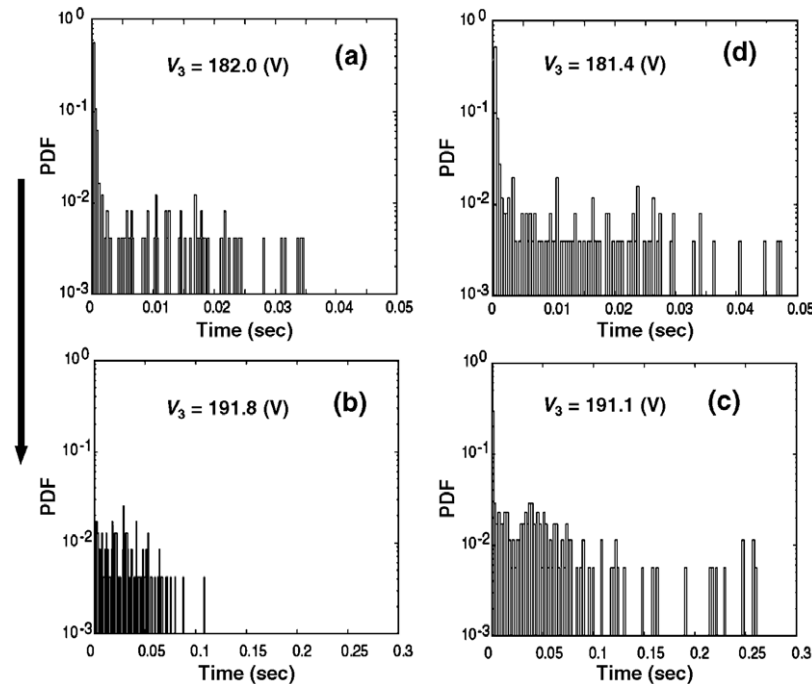 (a)
V₃ = 182.0 (V)
PDF
10⁰
10⁻¹
10⁻²
10⁻³
0 0.01 0.02 0.03 0.04 0.05
Time (sec)
(d)
V₃ = 181.4 (V)
PDF
10⁰
10⁻¹
10⁻²
10⁻³
0 0.01 0.02 0.03 0.04 0.05
Time (sec)
(b)
V₃ = 191.8 (V)
PDF
10⁰
10⁻¹
10⁻²
10⁻³
0 0.05 0.1 0.15 0.2 0.25 0.3
Time (sec)
(c)
V₃ = 191.1 (V)
PDF
10⁰
10⁻¹
10⁻²
10⁻³
0 0.05 0.1 0.15 0.2 0.25 0.3
Time (sec)